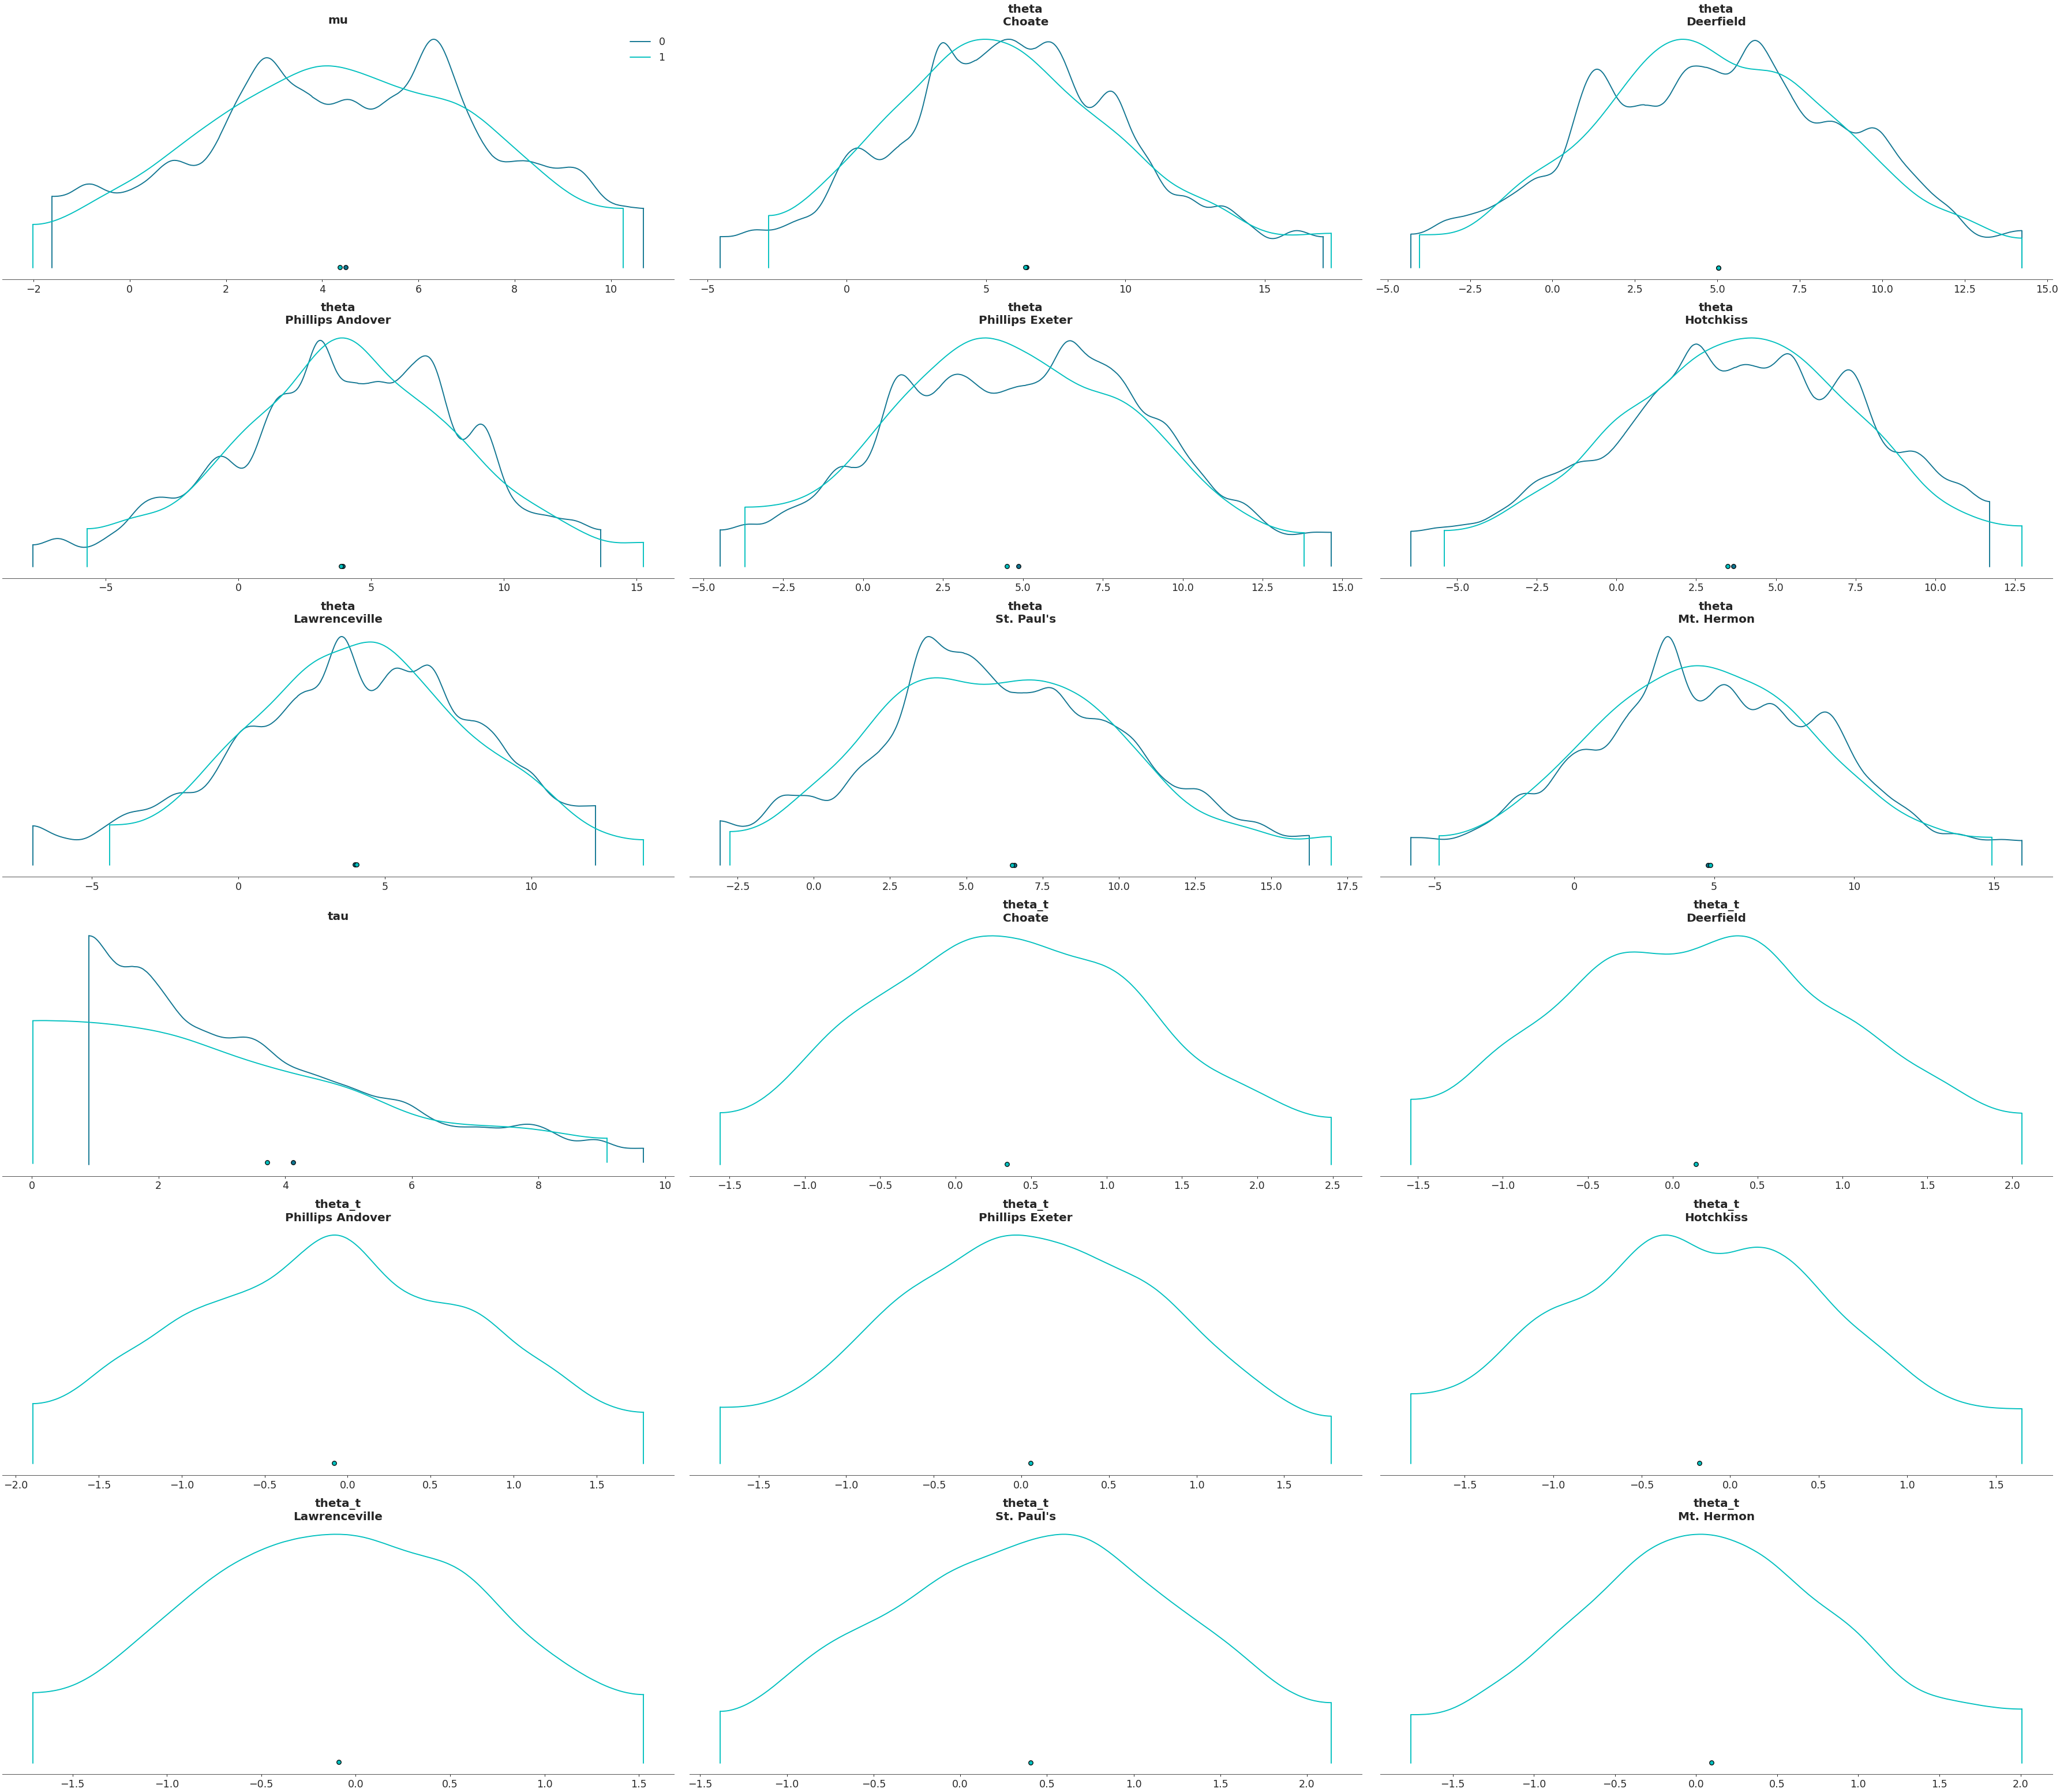 mu
0
1
−2 0 2 4 6 8 10
theta
Choate
−5 0 5 10 15
theta
Deerfield
−5.0 −2.5 0.0 2.5 5.0 7.5 10.0 12.5 15.0
theta
Phillips Andover
−5 0 5 10 15
theta
Phillips Exeter
−5.0 −2.5 0.0 2.5 5.0 7.5 10.0 12.5 15.0
theta
Hotchkiss
−5.0 −2.5 0.0 2.5 5.0 7.5 10.0 12.5
theta
Lawrenceville
−5 0 5 10
theta
St. Paul's
−2.5 0.0 2.5 5.0 7.5 10.0 12.5 15.0 17.5
theta
Mt. Hermon
−5 0 5 10 15
tau
0 2 4 6 8 10
theta_t
Choate
−1.5 −1.0 −0.5 0.0 0.5 1.0 1.5 2.0 2.5
theta_t
Deerfield
−1.5 −1.0 −0.5 0.0 0.5 1.0 1.5 2.0
theta_t
Phillips Andover
−2.0 −1.5 −1.0 −0.5 0.0 0.5 1.0 1.5
theta_t
Phillips Exeter
−1.5 −1.0 −0.5 0.0 0.5 1.0 1.5
theta_t
Hotchkiss
−1.5 −1.0 −0.5 0.0 0.5 1.0 1.5
theta_t
Lawrenceville
−1.5 −1.0 −0.5 0.0 0.5 1.0 1.5
theta_t
St. Paul's
−1.5 −1.0 −0.5 0.0 0.5 1.0 1.5 2.0
theta_t
Mt. Hermon
−1.5 −1.0 −0.5 0.0 0.5 1.0 1.5 2.0